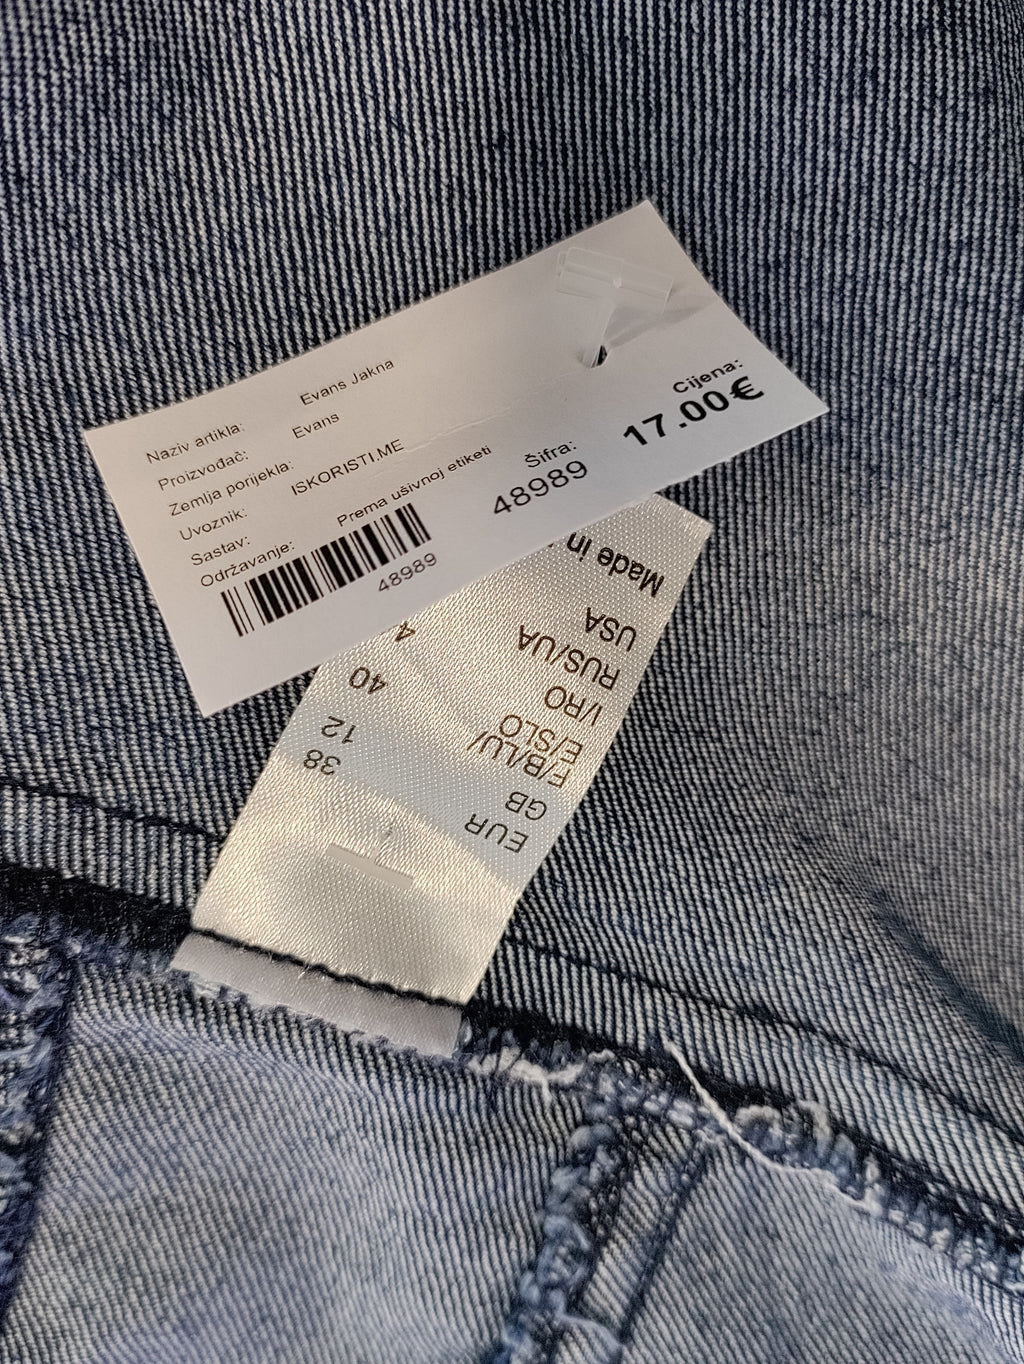 Naziv artikla: Evans Jakna
Proizvođač: Evans
Zemlja porijekla:
Uvoznik: ISKORISTI.ME
Sastav:
Održavanje: Prema ušivnoj etiketi
48989
Šifra:
48989
Cijena:
17.00€
EUR 38
GB 12
F/B/LU/
E/SLO 40
I/RO
RUS/UA
USA
Made in